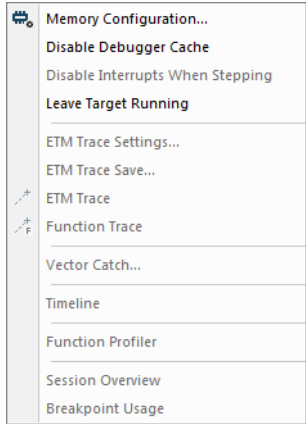 Memory Configuration...
Disable Debugger Cache
Disable Interrupts When Stepping
Leave Target Running
ETM Trace Settings...
ETM Trace Save...
ETM Trace
F Function Trace
Vector Catch...
Timeline
Function Profiler
Session Overview
Breakpoint Usage